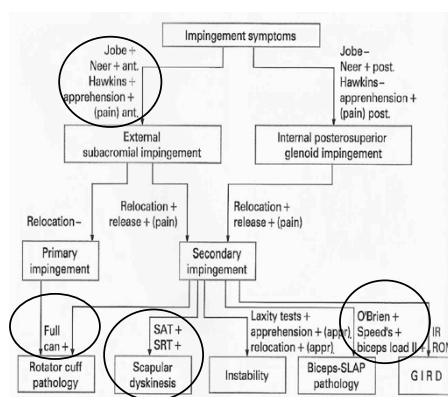 Impingement symptoms
Jobe +
Neer + ant.
Hawkins +
apprehension +
(pain) ant.
Jobe–
Neer + post.
Hawkins–
apprenhension +
(pain) post.
External
subacromial impingement
Internal posterosuperior
glenoid impingement
Relocation–
Relocation +
release + (pain)
Relocation +
release + (pain)
Primary
impingement
Secondary
impingement
Full
can +
SAT +
SRT +
Laxity tests +
apprehension + (appr)
relocation + (appr)
O'Brien +
Speed's +
biceps load II +
IR
ROM
Rotator cuff
pathology
Scapular
dyskinesis
Instability
Biceps-SLAP
pathology
GIRD